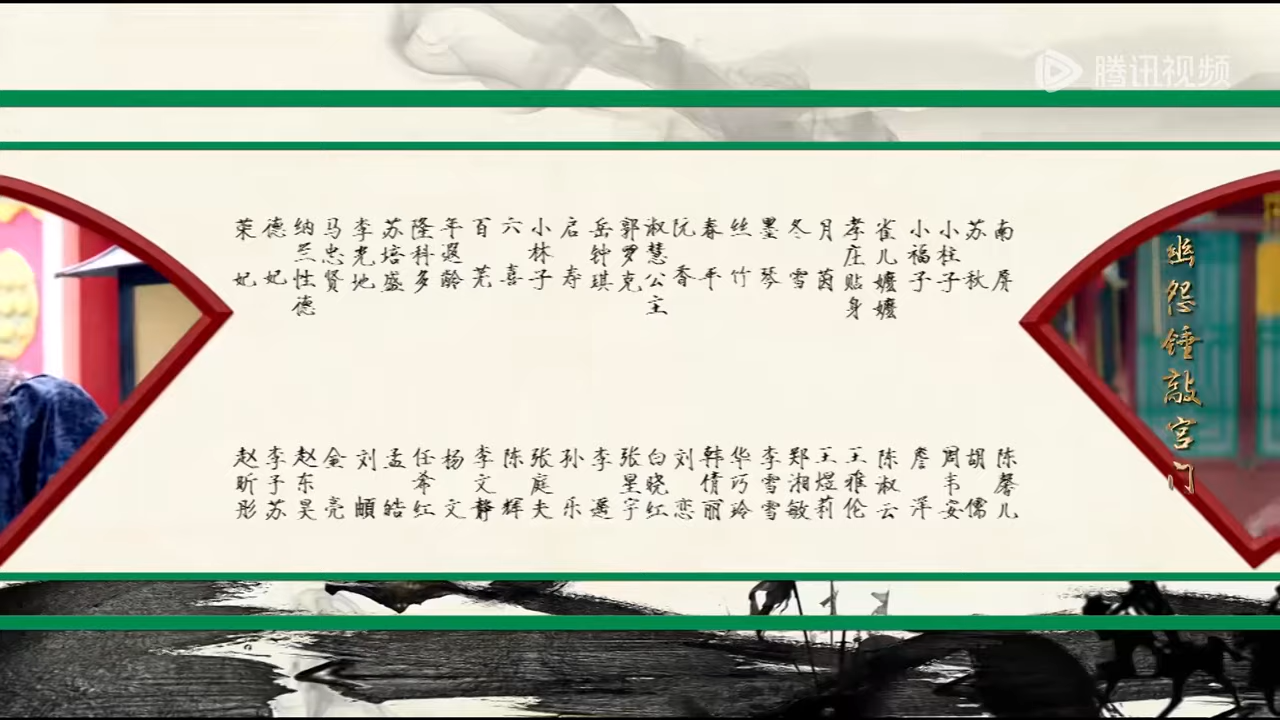 腾讯视频
幽怨锤敲宫门
南
苏秋
小柱子
小福子
雀儿嬷嬷
孝庄贴身
月茵
冬雪
墨琴
丝竹
春平
阮香
淑慧公主
郭罗克
岳钟琪
启寿
小林子
六喜
百芜
年遐龄
隆科多
苏培盛
李光地
马忠贤
纳兰性德
德妃
荣妃
陈馨儿
胡儒
周韦安
詹洋
陈淑云
王雅伦
王煜莉
郑湘敏
李雪雪
华巧玲
韩倩丽
刘恋
白晓红
张星宇
李遥
孙乐
张庭夫
陈辉
李文静
杨文
任希红
孟皓
刘頔
金亮
赵东昊
李子苏
赵昕彤